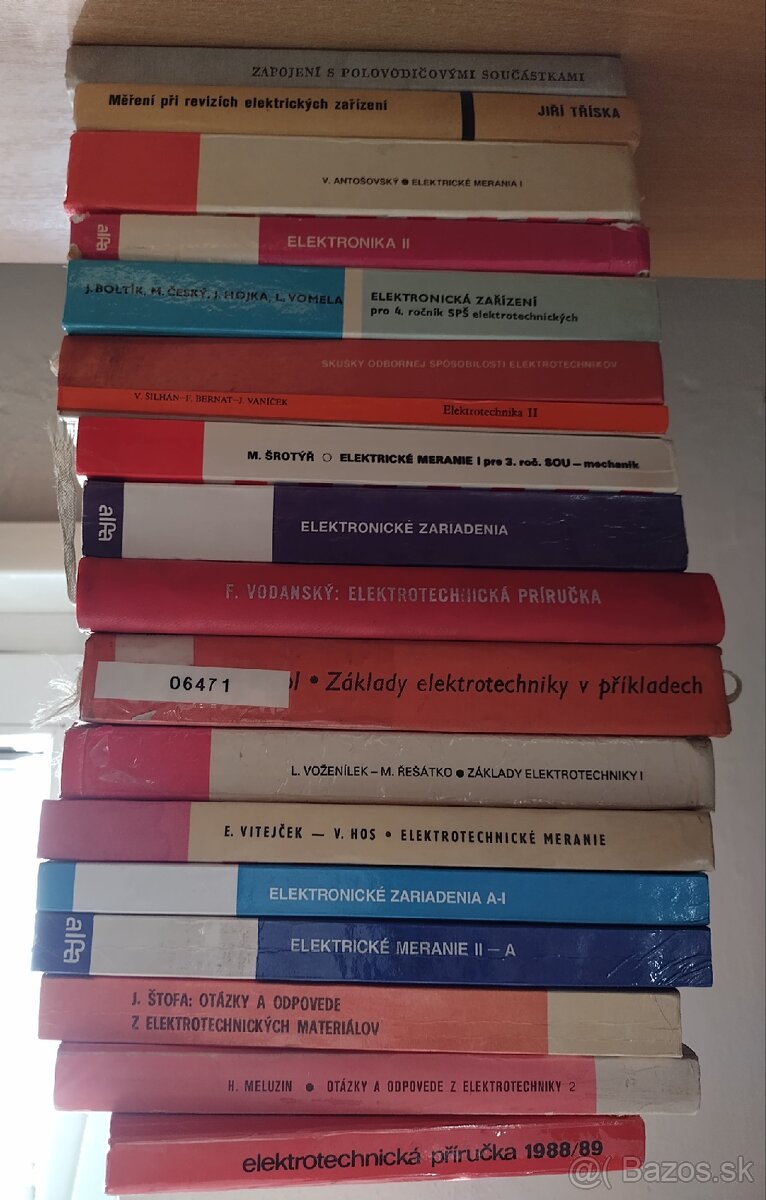 ZAPOJENÍ S POLOVODIČOVÝMI SOUČÁSTKAMI
Měření při revizích elektrických zařízení
JIŘÍ TŘÍSKA
V. ANTOŠOVSKÝ ● ELEKTRICKÉ MERANIA I
alfa
ELEKTRONIKA II
J. BOLTÍK, M. ČESKÝ, J. HOJKA, L. VOMELA
ELEKTRONICKÁ ZAŘÍZENÍ
pro 4. ročník SPŠ elektrotechnických
SKÚŠKY ODBORNEJ SPÔSOBILOSTI ELEKTROTECHNIKOV
V. ŠILHÁN–F. BERNAT–J. VANÍČEK
Elektrotechnika II
M. ŠROTÝŘ ○ ELEKTRICKÉ MERANIE I pre 3. roč. SOU – mechanik
alfa
ELEKTRONICKÉ ZARIADENIA
F. VODANSKÝ: ELEKTROTECHNICKÁ PRÍRUČKA
06471
• Základy elektrotechniky v příkladech
L. VOŽENÍLEK – M. ŘEŠÁTKO ● ZÁKLADY ELEKTROTECHNIKY I
E. VITEJČEK — V. HOS • ELEKTROTECHNICKÉ MERANIE
ELEKTRONICKÉ ZARIADENIA A-I
alfa
ELEKTRICKÉ MERANIE II – A
J. ŠTOFA: OTÁZKY A ODPOVEDE
Z ELEKTROTECHNICKÝCH MATERIÁLOV
H. MELUZIN ● OTÁZKY A ODPOVEDE Z ELEKTROTECHNIKY 2
elektrotechnická příručka 1988/89
@( Bazos.sk